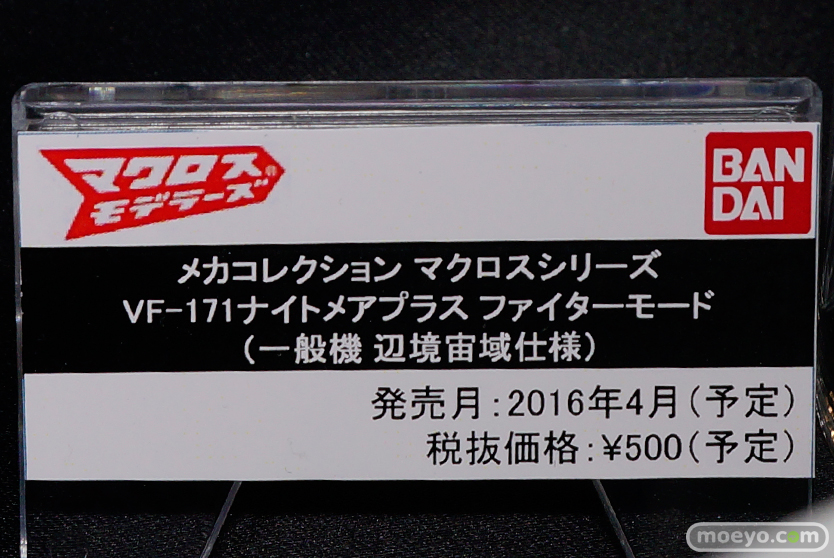 マクロス®
モデラーズ
BAN
DAI
メカコレクション マクロスシリーズ
VF-171ナイトメアプラス ファイターモード
(一般機 辺境宙域仕様)
発売月:2016年4月(予定)
税抜価格:¥500(予定)
moeyo.com